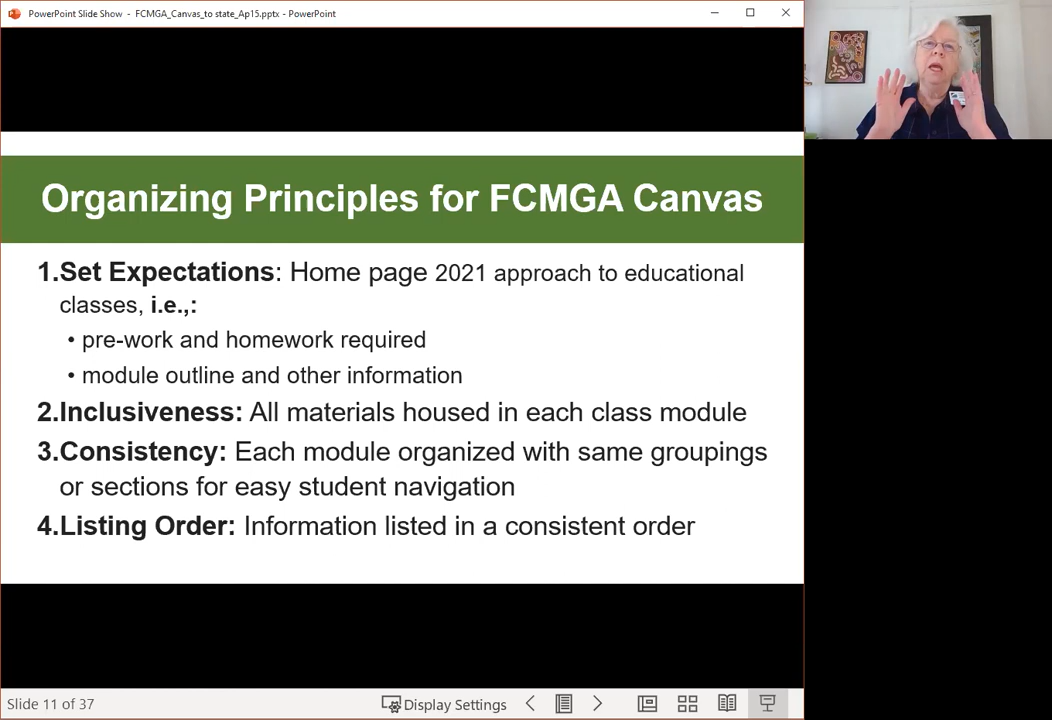 PowerPoint Slide Show - FCMGA_Canvas_to state_Ap15.pptx - PowerPoint
Organizing Principles for FCMGA Canvas
1.Set Expectations: Home page 2021 approach to educational
classes, i.e.,:
• pre-work and homework required
• module outline and other information
2.Inclusiveness: All materials housed in each class module
3.Consistency: Each module organized with same groupings
or sections for easy student navigation
4.Listing Order: Information listed in a consistent order
Slide 11 of 37
Display Settings